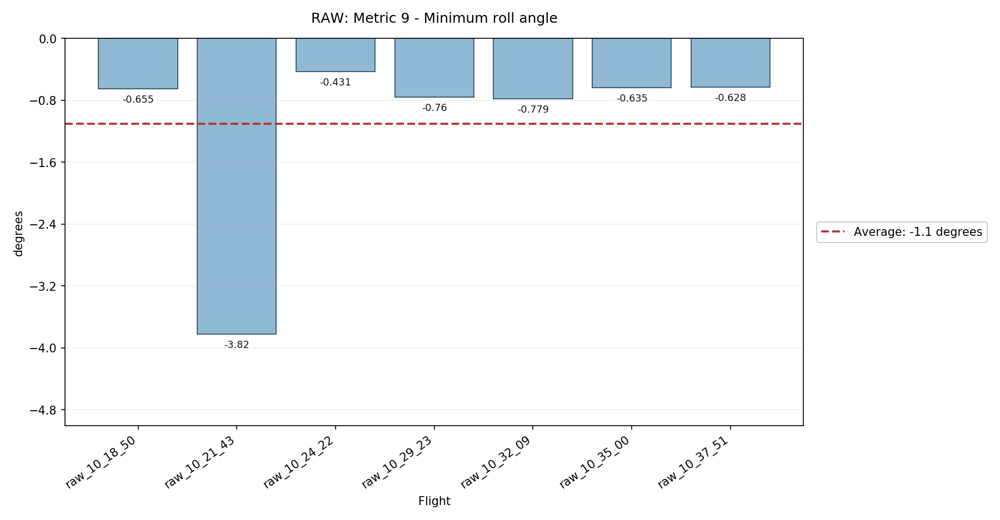 RAW: Metric 9 - Minimum roll angle
0.0
−0.8
−1.6
−2.4
−3.2
−4.0
−4.8
degrees
-0.655
-3.82
-0.431
-0.76
-0.779
-0.635
-0.628
Average: -1.1 degrees
raw_10_18_50
raw_10_21_43
raw_10_24_22
raw_10_29_23
raw_10_32_09
raw_10_35_00
raw_10_37_51
Flight